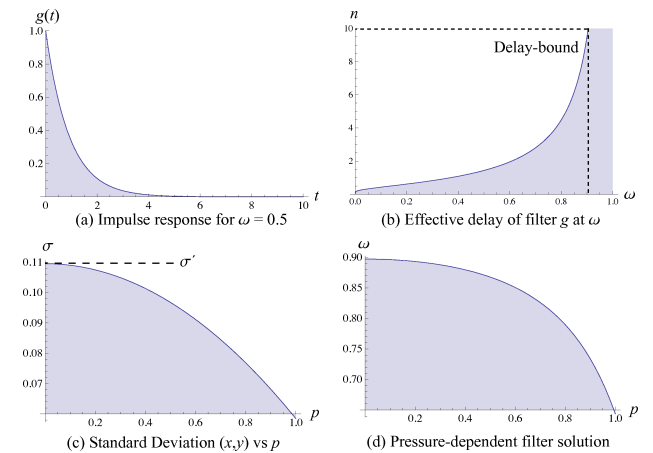 g(t)
1.0
0.8
0.6
0.4
0.2
0 2 4 6 8 10 t
(a) Impulse response for ω = 0.5
n
10
8
6
4
2
Delay-bound
0.0 0.2 0.4 0.6 0.8 1.0 ω
(b) Effective delay of filter g at ω
σ
0.11
0.10
0.09
0.08
0.07
σ′
0.2 0.4 0.6 0.8 1.0 p
(c) Standard Deviation (x,y) vs p
ω
0.90
0.85
0.80
0.75
0.70
0.2 0.4 0.6 0.8 1.0 p
(d) Pressure-dependent filter solution